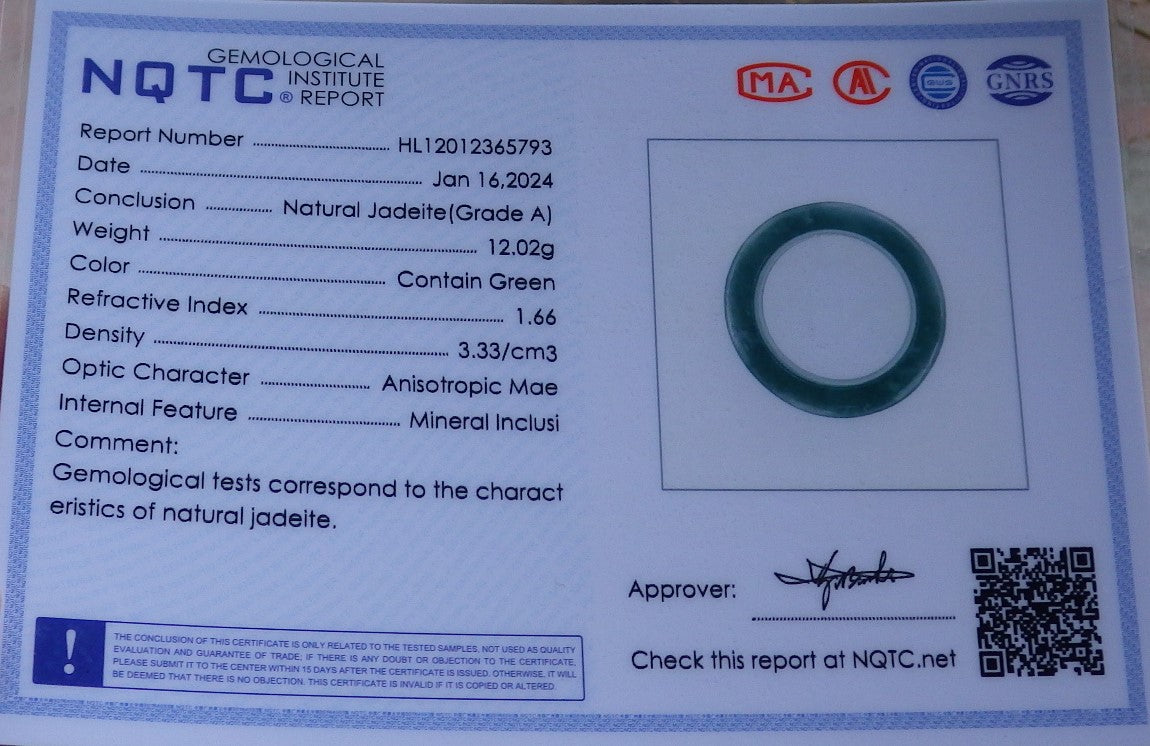 GEMOLOGICAL
NQTC® INSTITUTE
REPORT
MA
GNRS
Report Number ........ HL12012365793
Date ........ Jan 16,2024
Conclusion ........ Natural Jadeite(Grade A)
Weight ........ 12.02g
Color ........ Contain Green
Refractive Index ........ 1.66
Density ........ 3.33/cm3
Optic Character ........ Anisotropic Mae
Internal Feature ........ Mineral Inclusi
Comment:
Gemological tests correspond to the charact
eristics of natural jadeite.
Approver:
Check this report at NQTC.net
!
THE CONCLUSION OF THIS CERTIFICATE IS ONLY RELATED TO THE TESTED SAMPLES, NOT USED AS QUALITY
EVALUATION AND GUARANTEE OF TRADE; IF THERE IS ANY DOUBT OR OBJECTION TO THE CERTIFICATE,
PLEASE SUBMIT IT TO THE CENTER WITHIN 15 DAYS AFTER THE CERTIFICATE IS ISSUED. OTHERWISE, IT WILL
BE DEEMED THAT THERE IS NO OBJECTION. THIS CERTIFICATE IS INVALID IF IT IS COPIED OR ALTERED.